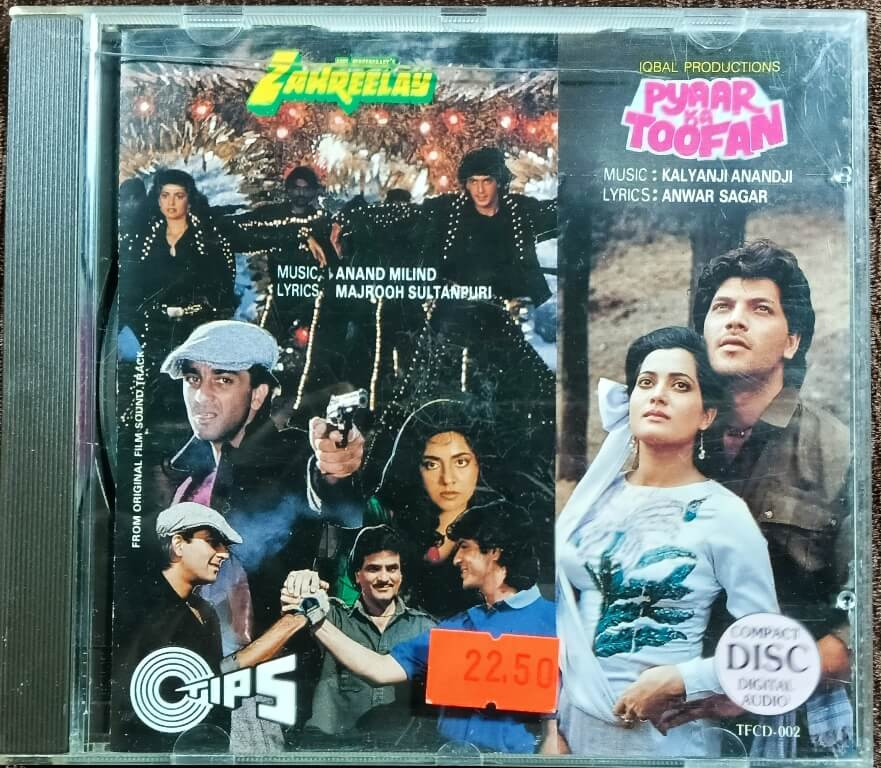 ZAHREELAY
MUSIC : ANAND MILIND
LYRICS : MAJROOH SULTANPURI
FROM ORIGINAL FILM SOUND TRACK
TIPS
22.50
IQBAL PRODUCTIONS
PYAAR
KA
TOOFAN
MUSIC : KALYANJI ANANDJI
LYRICS : ANWAR SAGAR
COMPACT
DISC
DIGITAL
AUDIO
TFCD-002